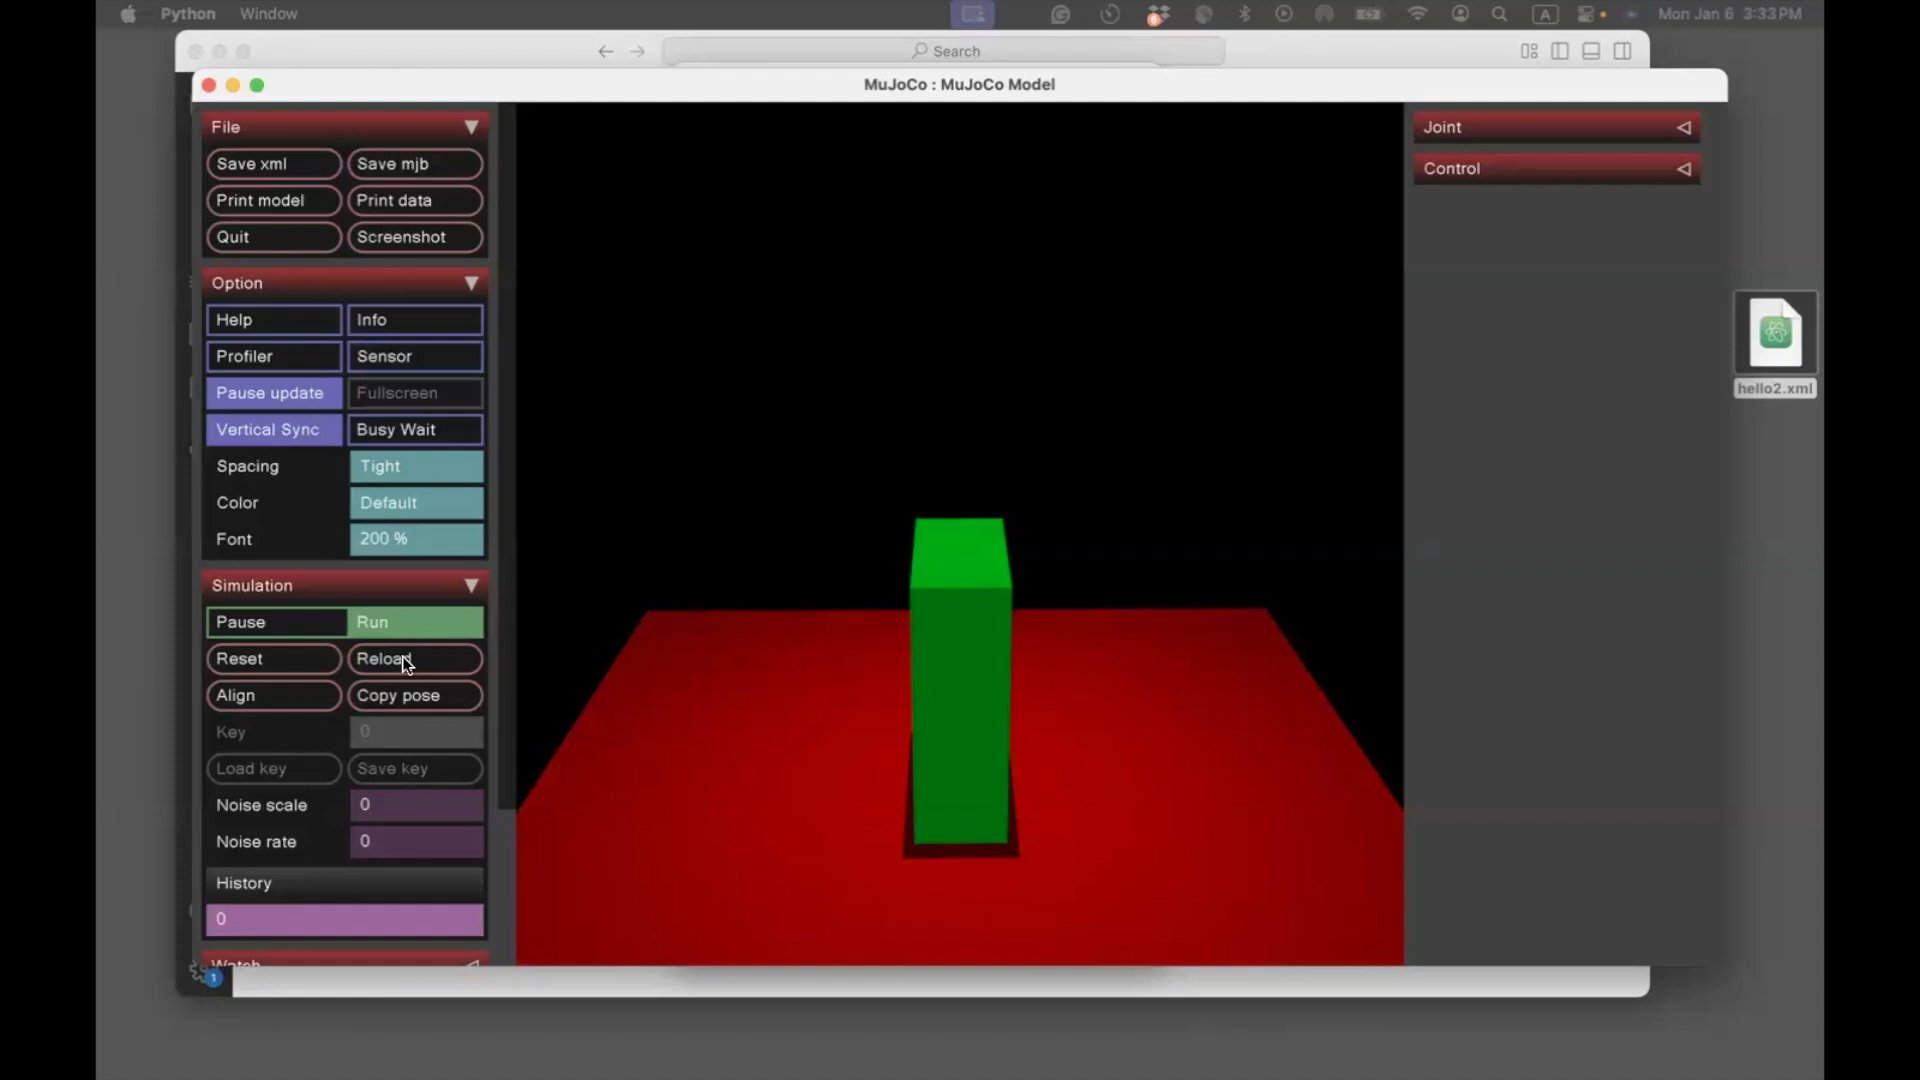 Python Window A Mon Jan 6 3:33 PM
Search
MuJoCo : MuJoCo Model
File
Save xml Save mjb
Print model Print data
Quit Screenshot
Option
Help Info
Profiler Sensor
Pause update Fullscreen
Vertical Sync Busy Wait
Spacing Tight
Color Default
Font 200 %
Simulation
Pause Run
Reset Reload
Align Copy pose
Key 0
Load key Save key
Noise scale 0
Noise rate 0
History
0
Watch
1
Joint
Control
hello2.xml